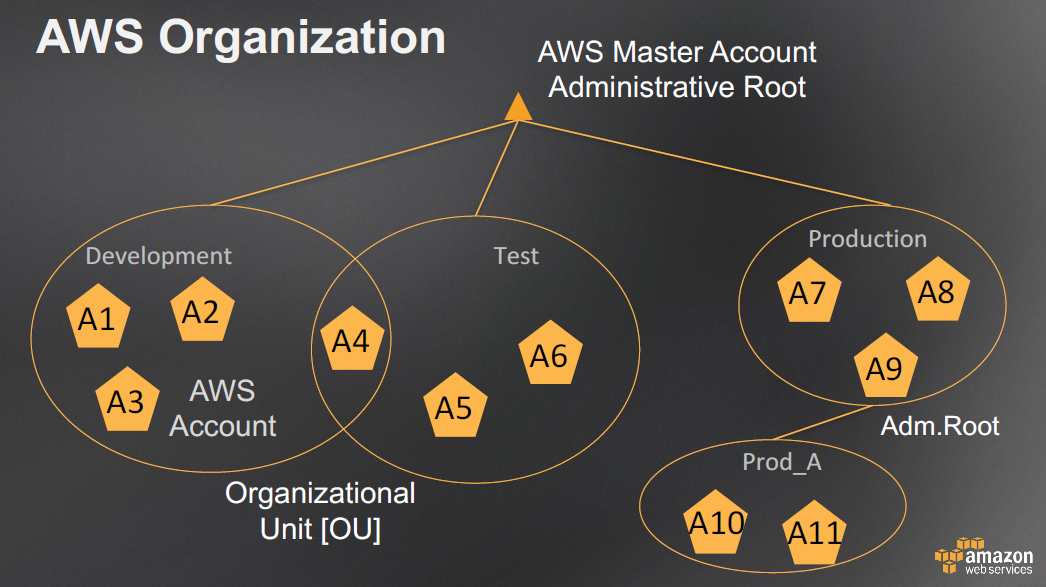 AWS Organization
AWS Master Account
Administrative Root
Development
Test
Production
A1
A2
A3
AWS
Account
A4
A5
A6
A7
A8
A9
Organizational
Unit [OU]
Adm.Root
Prod_A
A10
A11
amazon
web services